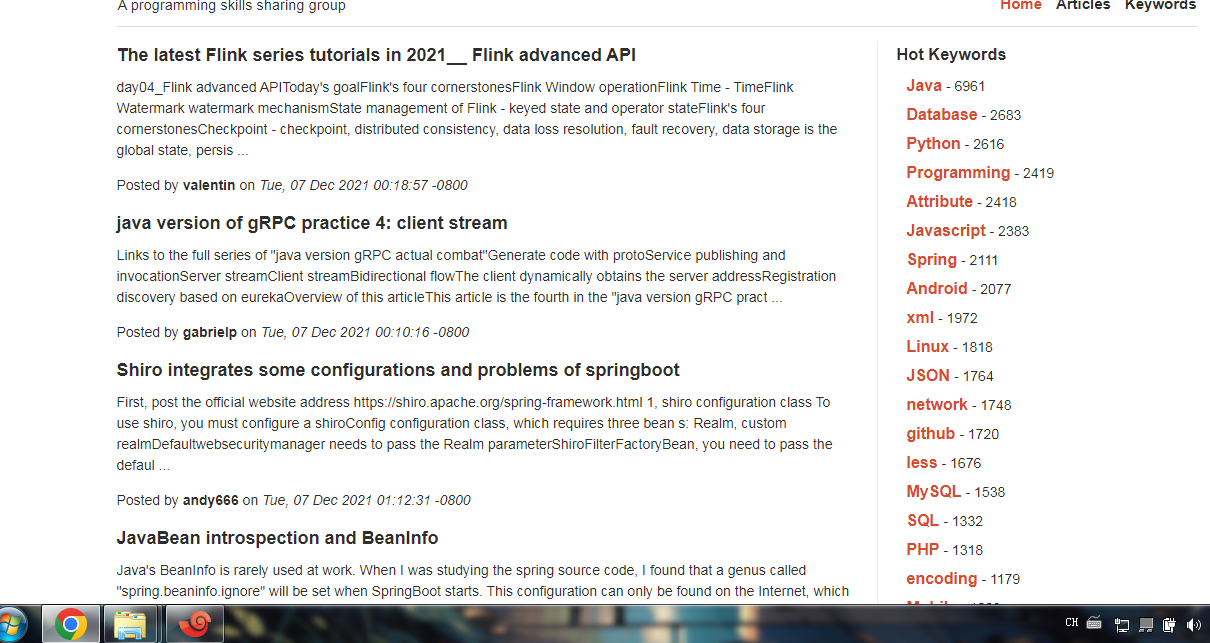 A programming skills sharing group
Home Articles Keywords
The latest Flink series tutorials in 2021__ Flink advanced API
day04_Flink advanced APIToday's goalFlink's four cornerstonesFlink Window operationFlink Time - TimeFlink
Watermark watermark mechanismState management of Flink - keyed state and operator stateFlink's four
cornerstonesCheckpoint - checkpoint, distributed consistency, data loss resolution, fault recovery, data storage is the
global state, persis ...
Posted by valentin on Tue, 07 Dec 2021 00:18:57 -0800
java version of gRPC practice 4: client stream
Links to the full series of "java version gRPC actual combat"Generate code with protoService publishing and
invocationServer streamClient streamBidirectional flowThe client dynamically obtains the server addressRegistration
discovery based on eurekaOverview of this articleThis article is the fourth in the "java version gRPC pract ...
Posted by gabrielp on Tue, 07 Dec 2021 00:10:16 -0800
Shiro integrates some configurations and problems of springboot
First, post the official website address https://shiro.apache.org/spring-framework.html 1, shiro configuration class To
use shiro, you must configure a shiroConfig configuration class, which requires three bean s: Realm, custom
realmDefaultwebsecuritymanager needs to pass the Realm parameterShiroFilterFactoryBean, you need to pass the
defaul ...
Posted by andy666 on Tue, 07 Dec 2021 01:12:31 -0800
JavaBean introspection and BeanInfo
Java's BeanInfo is rarely used at work. When I was studying the spring source code, I found that a genus called
"spring.beaninfo.ignore" will be set when SpringBoot starts. This configuration can only be found on the Internet, which
Hot Keywords
Java - 6961
Database - 2683
Python - 2616
Programming - 2419
Attribute - 2418
Javascript - 2383
Spring - 2111
Android - 2077
xml - 1972
Linux - 1818
JSON - 1764
network - 1748
github - 1720
less - 1676
MySQL - 1538
SQL - 1332
PHP - 1318
encoding - 1179
CH